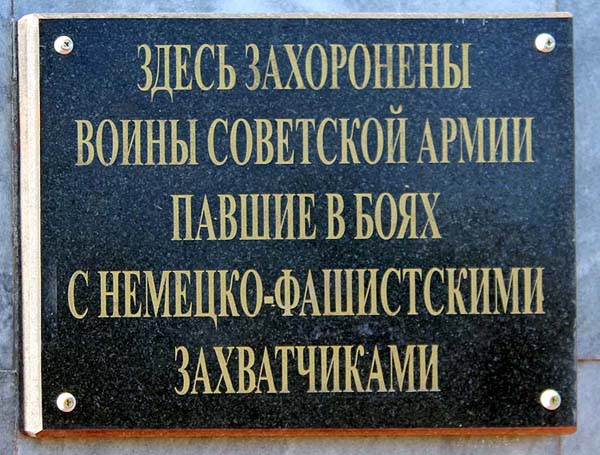 ЗДЕСЬ ЗАХОРОНЕНЫ
ВОИНЫ СОВЕТСКОЙ АРМИИ
ПАВШИЕ В БОЯХ
С НЕМЕЦКО-ФАШИСТСКИМИ
ЗАХВАТЧИКАМИ